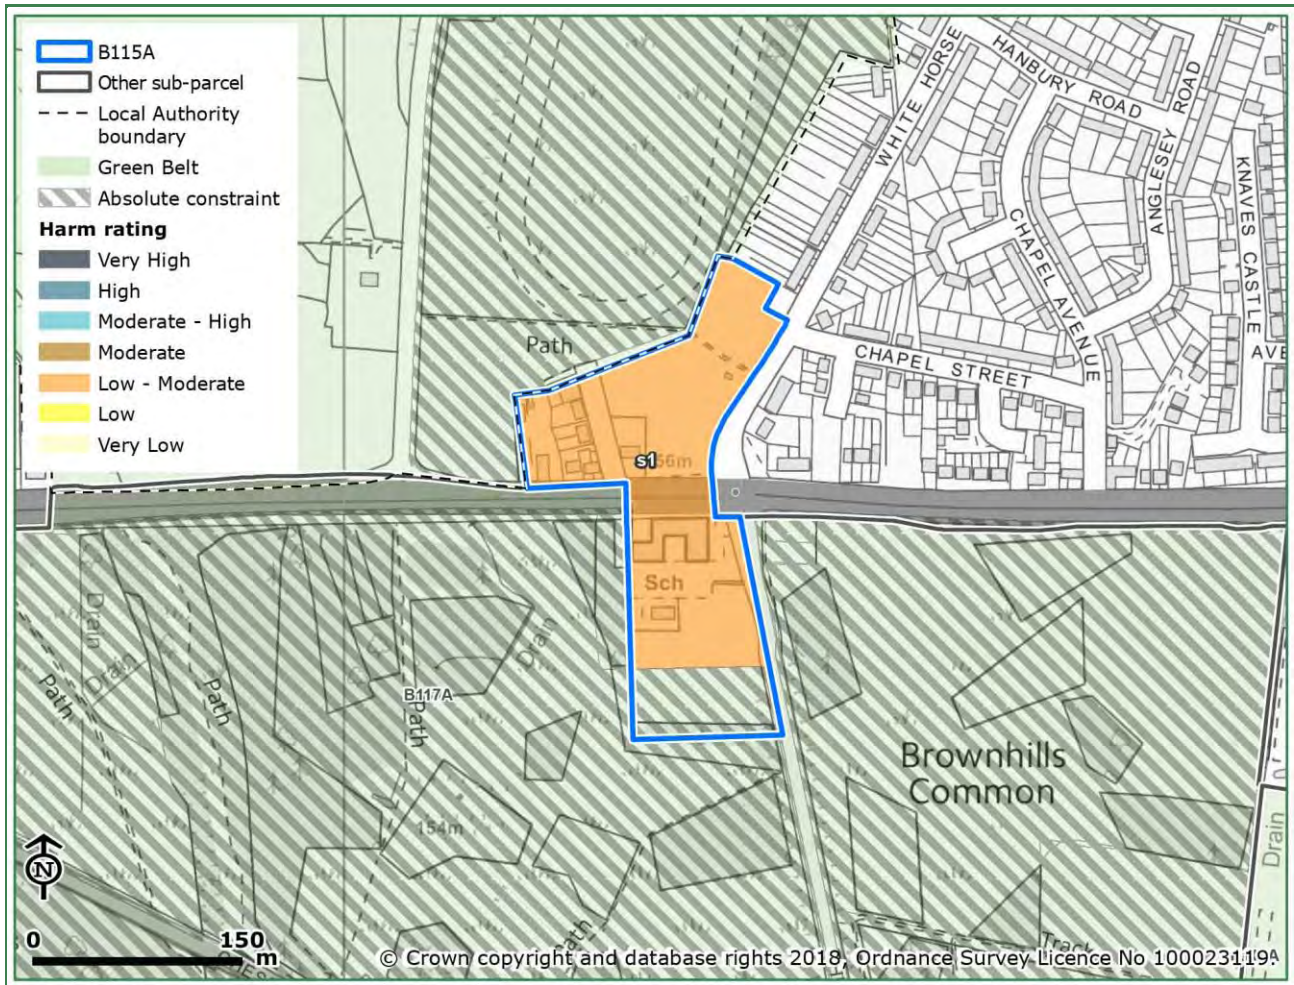 B115A
Other sub-parcel
Local Authority
boundary
Green Belt
Absolute constraint
Harm rating
Very High
High
Moderate - High
Moderate
Low - Moderate
Low
Very Low
WHITE HORSE
HANBURY ROAD
ANGLESEY ROAD
KNAVES CASTLE
AVE
CHAPEL AVENUE
CHAPEL STREET
Path
s1
156m
Sch
Drain
Drain
Drain
Path
Path
Path
B117A
Brownhills
Common
154m
Path
Track
Drain
N
0
150
m
© Crown copyright and database rights 2018, Ordnance Survey Licence No 100023119.